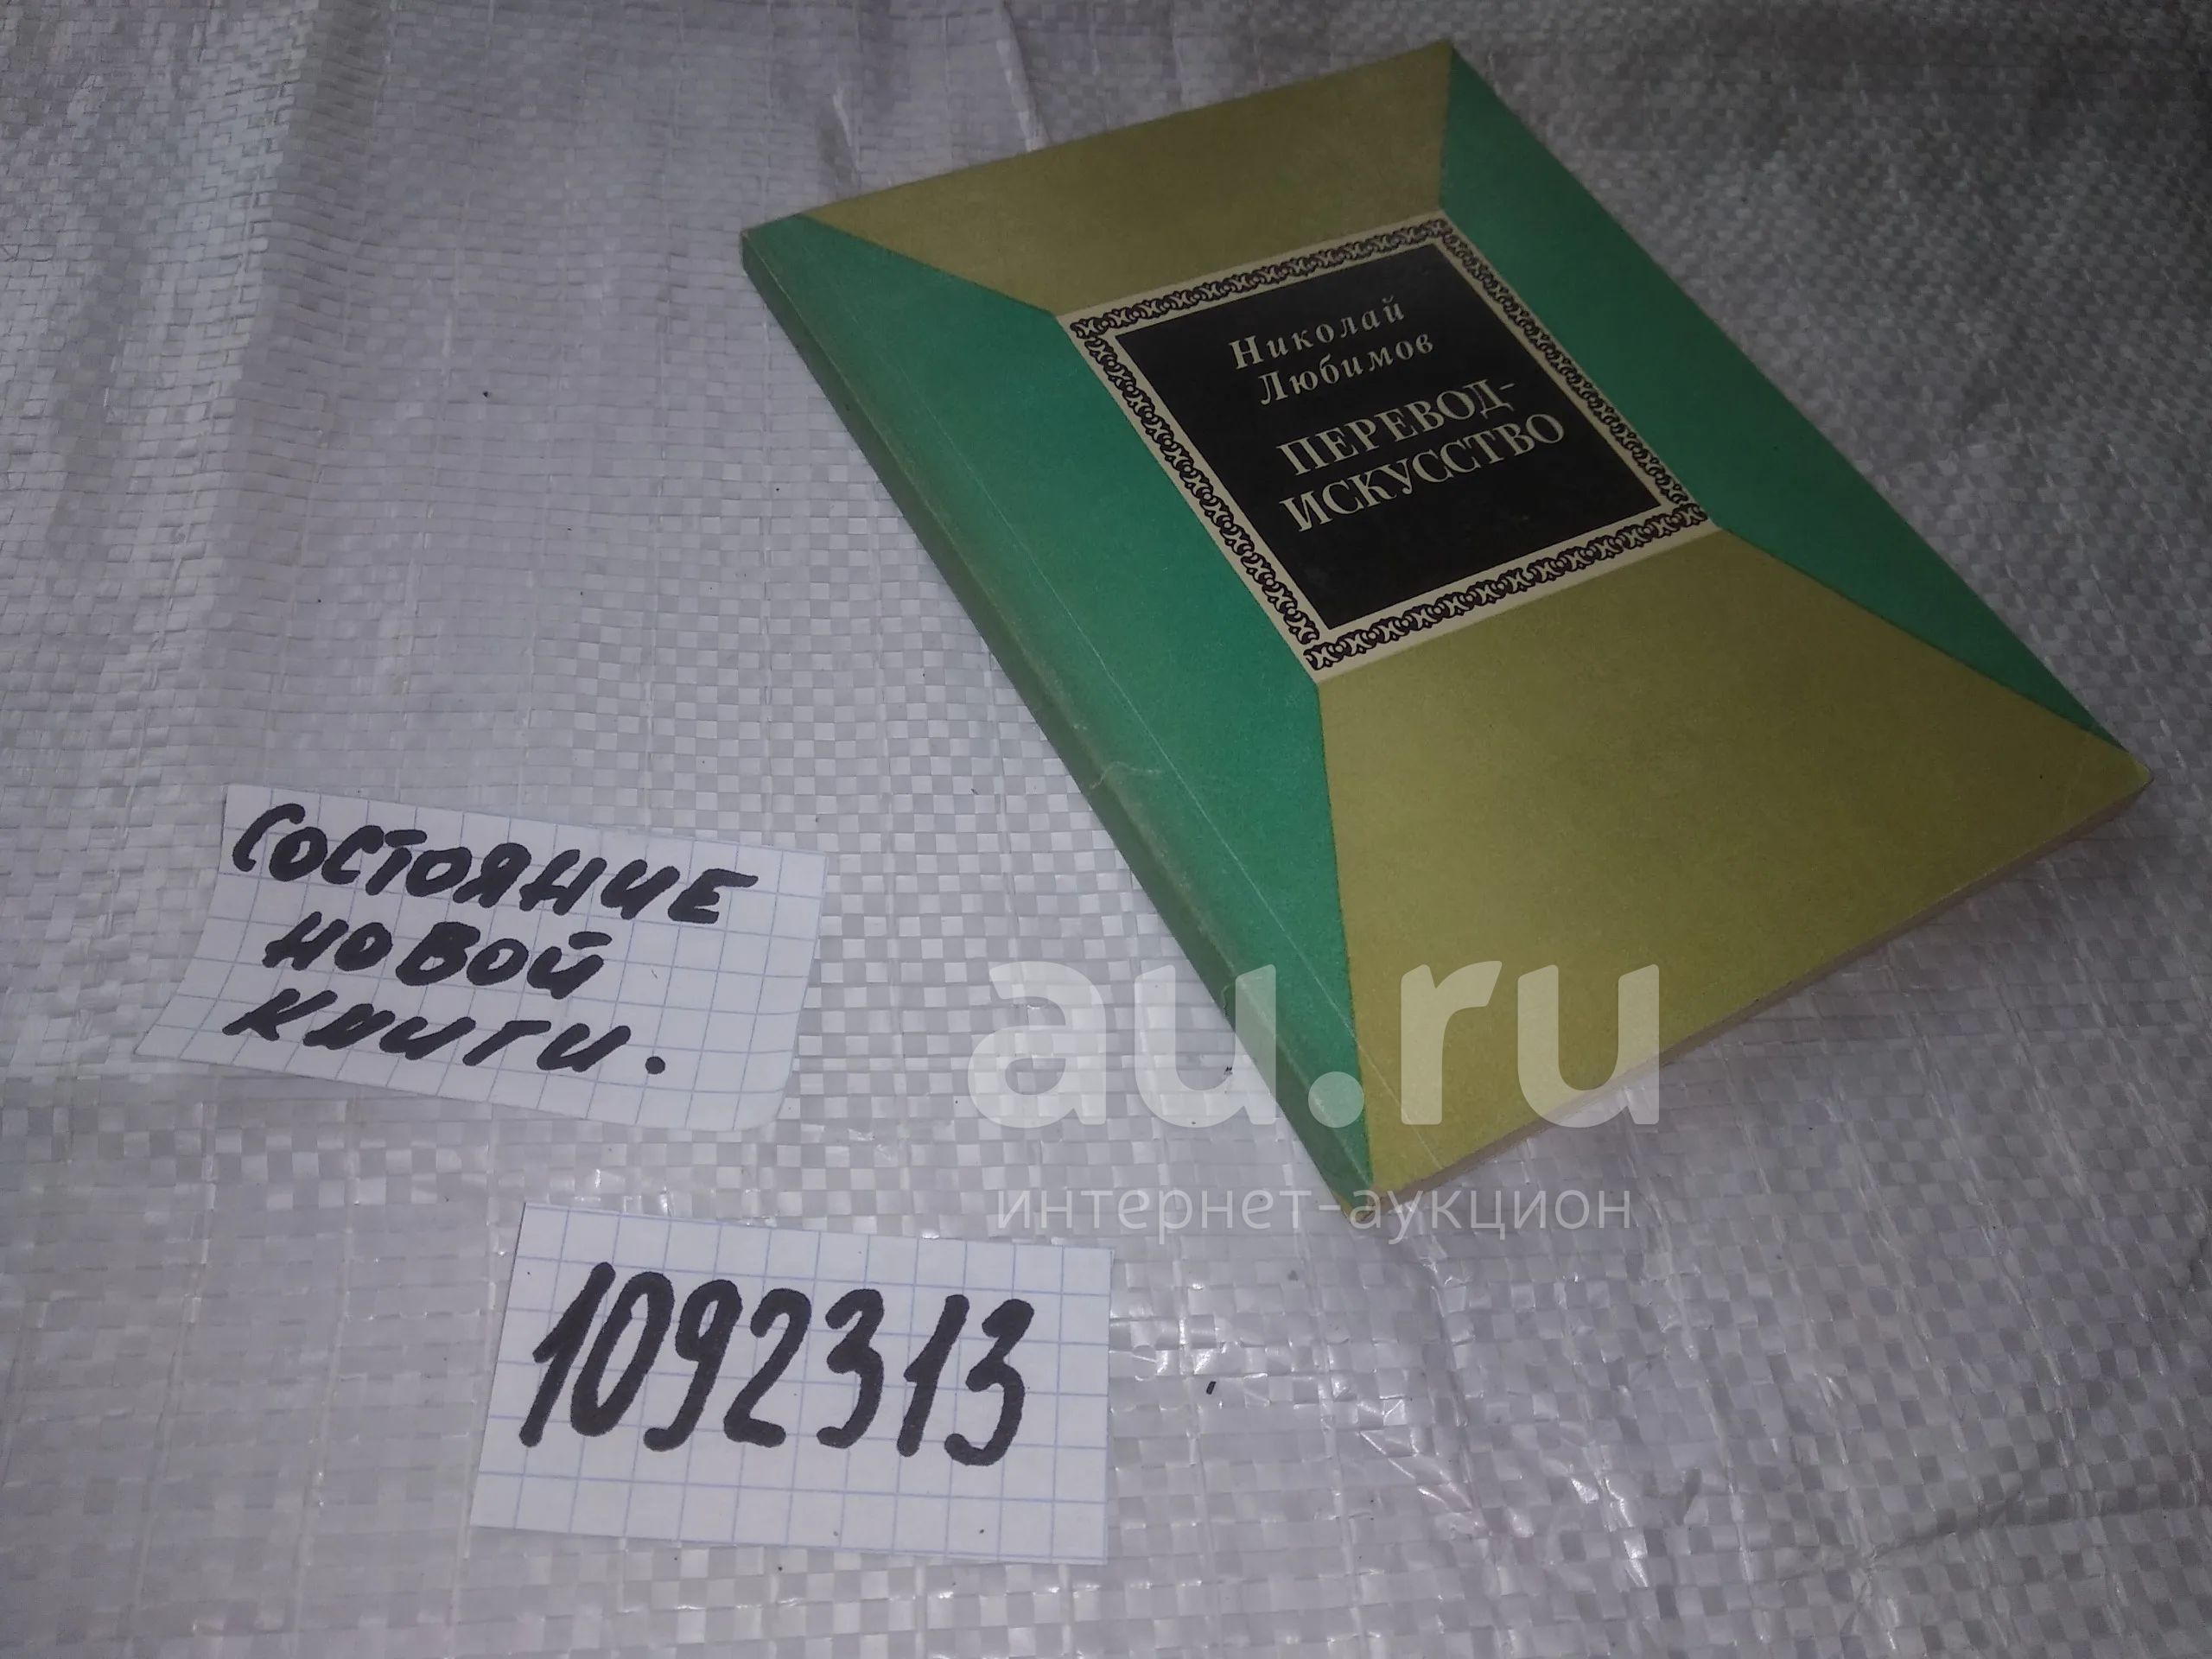 Николай
Любимов
ПЕРЕВОД-
ИСКУССТВО
СОСТОЯНИЕ
НОВОЙ
КНИГИ.
au.ru
интернет-аукцион
1092313